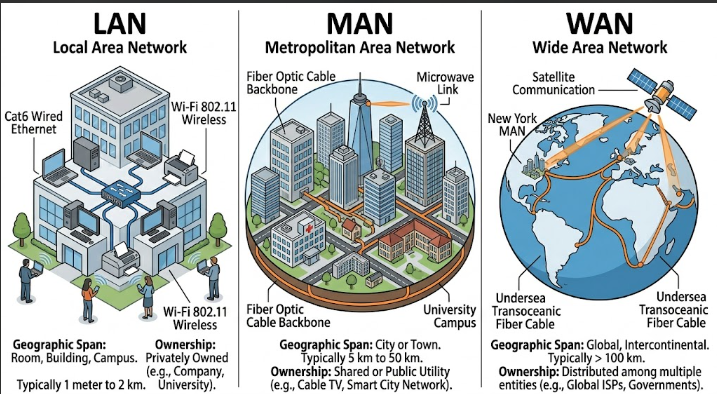 LAN
Local Area Network
Cat6 Wired
Ethernet
Wi-Fi 802.11
Wireless
Wi-Fi 802.11
Wireless
Geographic Span:
Room, Building, Campus.
Typically 1 meter to 2 km.
Ownership:
Privately Owned
(e.g., Company,
University).
MAN
Metropolitan Area Network
Fiber Optic Cable
Backbone
Microwave
Link
Fiber Optic
Cable Backbone
University
Campus
Geographic Span: City or Town.
Typically 5 km to 50 km.
Ownership: Shared or Public Utility
(e.g., Cable TV, Smart City Network).
WAN
Wide Area Network
Satellite
Communication
New York
MAN
Undersea
Transoceanic
Fiber Cable
Undersea
Transoceanic
Fiber Cable
Geographic Span: Global, Intercontinental.
Typically > 100 km.
Ownership: Distributed among multiple
entities (e.g., Global ISPs, Governments).